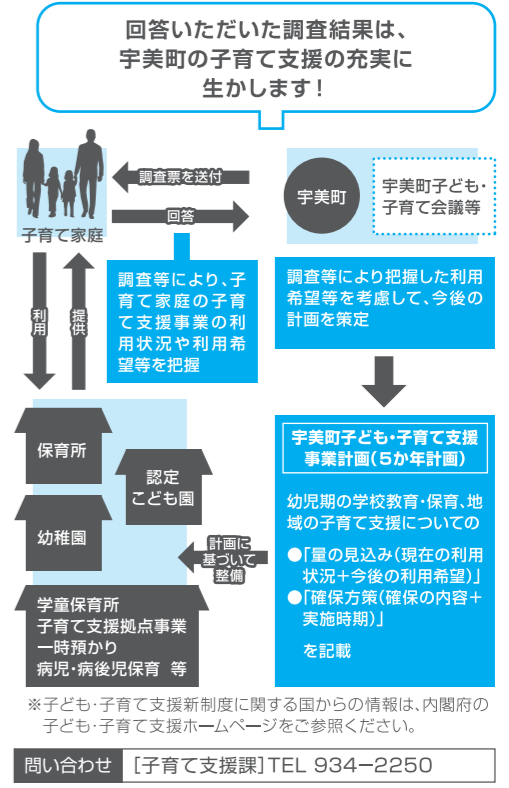 回答いただいた調査結果は、
宇美町の子育て支援の充実に
生かします！
調査票を送付
回答
子育て家庭
宇美町
宇美町子ども・
子育て会議等
利用
提供
調査等により、子
育て家庭の子育
て支援事業の利
用状況や利用希
望等を把握
調査等により把握した利用
希望等を考慮して、今後の
計画を策定
保育所
認定
こども園
幼稚園
学童保育所
子育て支援拠点事業
一時預かり
病児・病後児保育 等
計画に
基づいて
整備
宇美町子ども・子育て支援
事業計画（5か年計画）
幼児期の学校教育・保育、地
域の子育て支援についての
●「量の見込み（現在の利用
状況＋今後の利用希望）」
●「確保方策（確保の内容＋
実施時期）」
を記載
※子ども・子育て支援新制度に関する国からの情報は、内閣府の
子ども・子育て支援ホームページをご参照ください。
問い合わせ [子育て支援課]TEL 934−2250